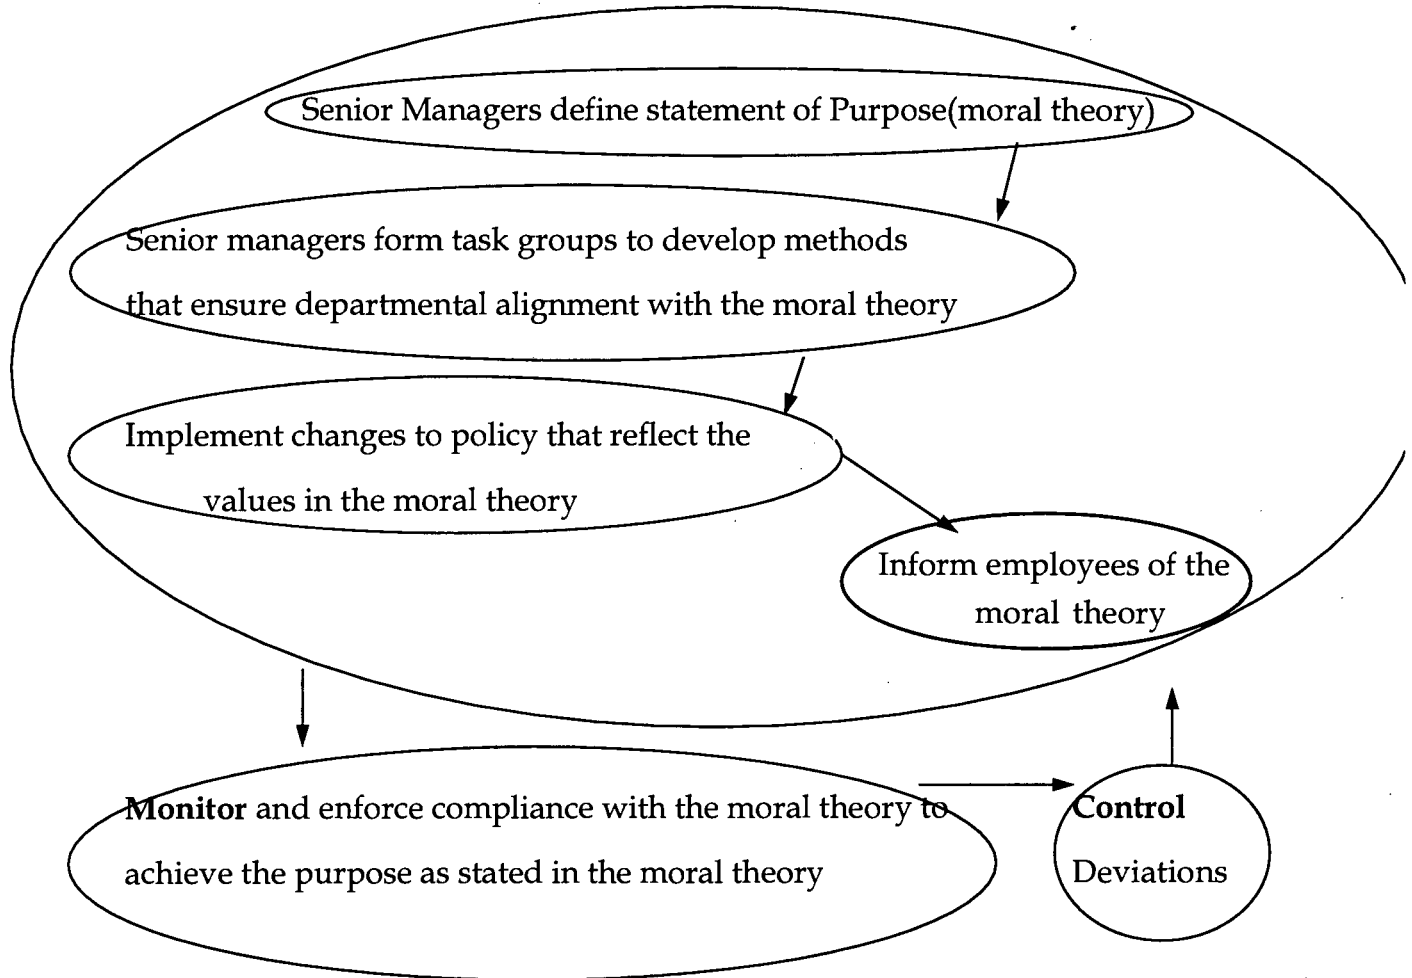 Senior Managers define statement of Purpose(moral theory)
Senior managers form task groups to develop methods
that ensure departmental alignment with the moral theory
Implement changes to policy that reflect the
values in the moral theory
Inform employees of the
moral theory
Monitor and enforce compliance with the moral theory to
achieve the purpose as stated in the moral theory
Control
Deviations